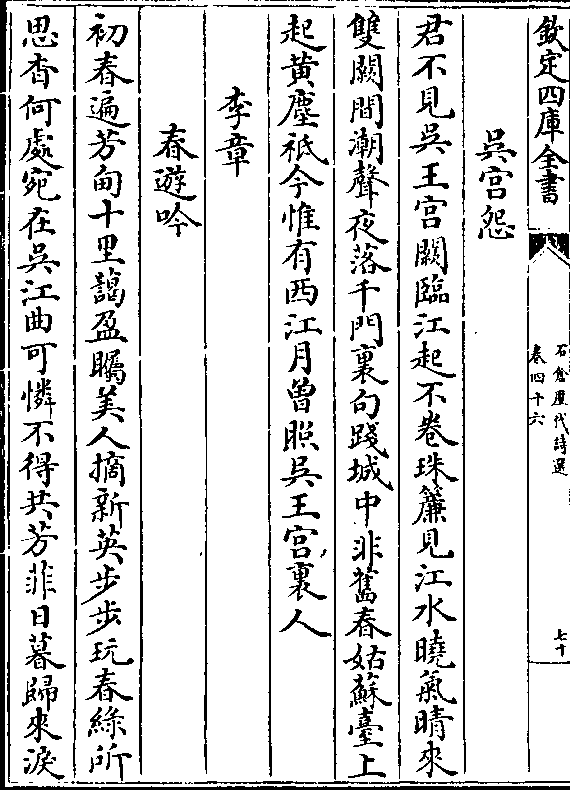 欽定四庫全書
石倉歷代詩選
卷四十六
七十
吳宮怨
君不見吳王宮闕臨江起不卷珠簾見江水曉氣晴來
雙闕間潮聲夜落千門裏句踐城中非舊春姑蘇臺上
起黃塵祗今惟有西江月曾照吳王宮裏人
李章
春遊吟
初春遍芳甸十里藹盈矚美人摘新英步步玩春綠所
思杳何處宛在吳江曲可憐不得共芳菲日暮歸來淚